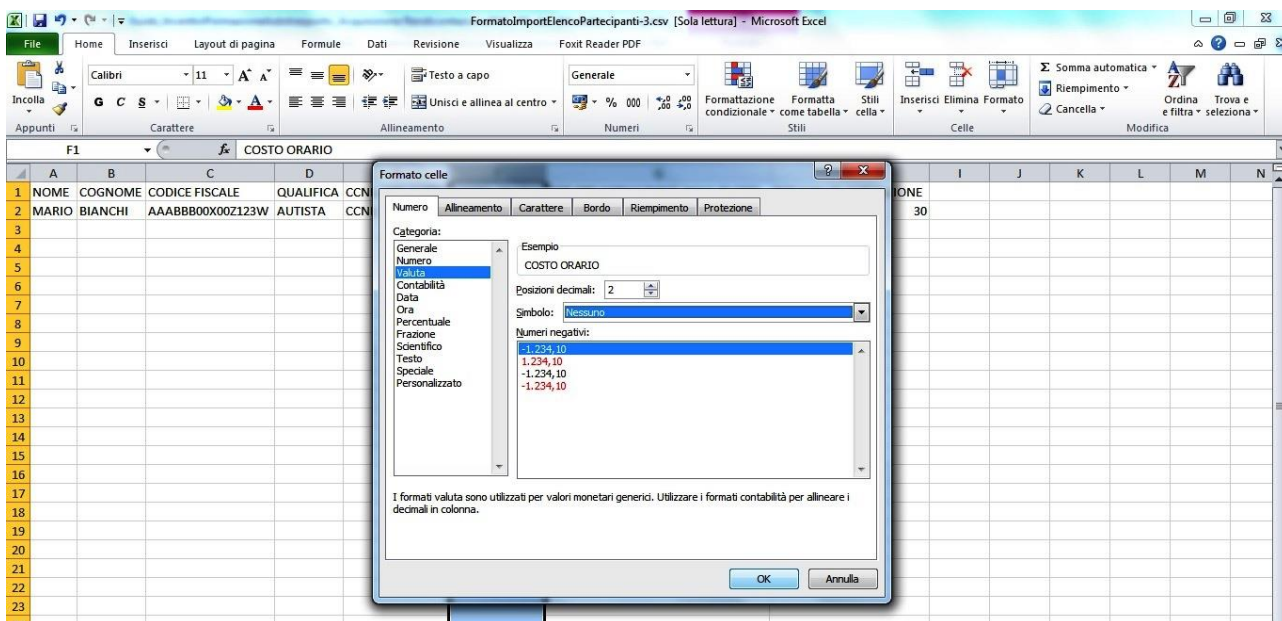 FormatoImportElencoPartecipanti-3.csv [Sola lettura] - Microsoft Excel
File Home Inserisci Layout di pagina Formule Dati Revisione Visualizza Foxit Reader PDF
Incolla
Calibri 11 A A
G C S A
Testo a capo
Unisci e allinea al centro
Generale
% 000 ,00 ,00
Formattazione condizionale
Formatta come tabella
Stili cella
Inserisci Elimina Formato
Σ Somma automatica
Riempimento
Cancella
Ordina e filtra
Trova e seleziona
Appunti Carattere Allineamento Numeri Stili Celle Modifica
F1 fx COSTO ORARIO
A B C D I J K L M N
1 NOME COGNOME CODICE FISCALE QUALIFICA CCN IONE
2 MARIO BIANCHI AAABBB00X00Z123W AUTISTA CCN 30
3
4
5
6
7
8
9
10
11
12
13
14
15
16
17
18
19
20
21
22
23
Formato celle
Numero Allineamento Carattere Bordo Riempimento Protezione
Categoria:
Generale
Numero
Valuta
Contabilità
Data
Ora
Percentuale
Frazione
Scientifico
Testo
Speciale
Personalizzato
Esempio
COSTO ORARIO
Posizioni decimali: 2
Simbolo: Nessuno
Numeri negativi:
-1.234,10
1.234,10
-1.234,10
-1.234,10
I formati valuta sono utilizzati per valori monetari generici. Utilizzare i formati contabilità per allineare i
decimali in colonna.
OK Annulla